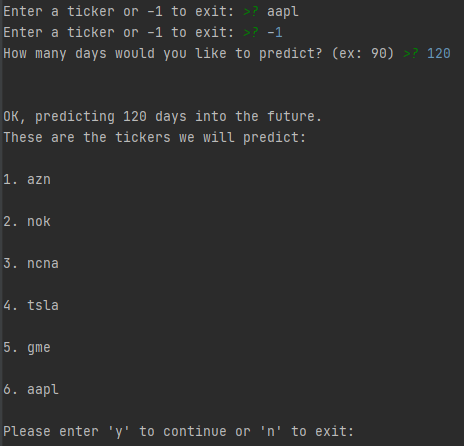 Enter a ticker or -1 to exit: >? aapl
Enter a ticker or -1 to exit: >? -1
How many days would you like to predict? (ex: 90) >? 120
OK, predicting 120 days into the future.
These are the tickers we will predict:
1. azn
2. nok
3. ncna
4. tsla
5. gme
6. aapl
Please enter 'y' to continue or 'n' to exit: